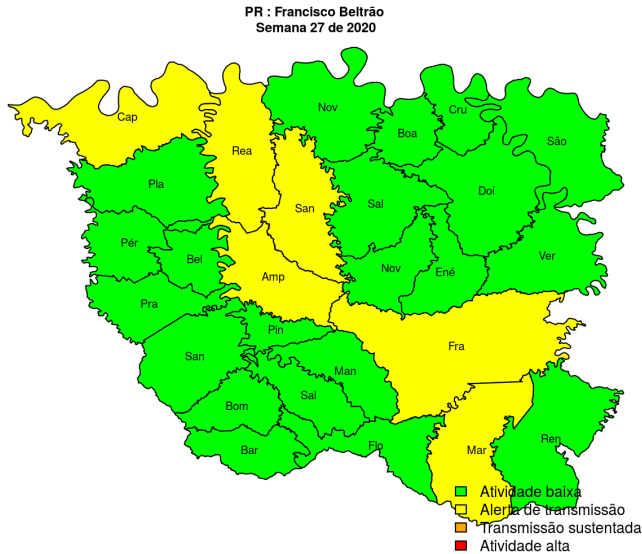 PR : Francisco Beltrão
Semana 27 de 2020
Cap
Nov
Cru
Boa
São
Rea
Pla
Doi
San
Sal
Pér
Bel
Ver
Nov
Ené
Amp
Pra
Pin
Fra
San
Man
Sal
Bom
Flo
Ren
Bar
Mar
Atividade baixa
Alerta de transmissão
Transmissão sustentada
Atividade alta